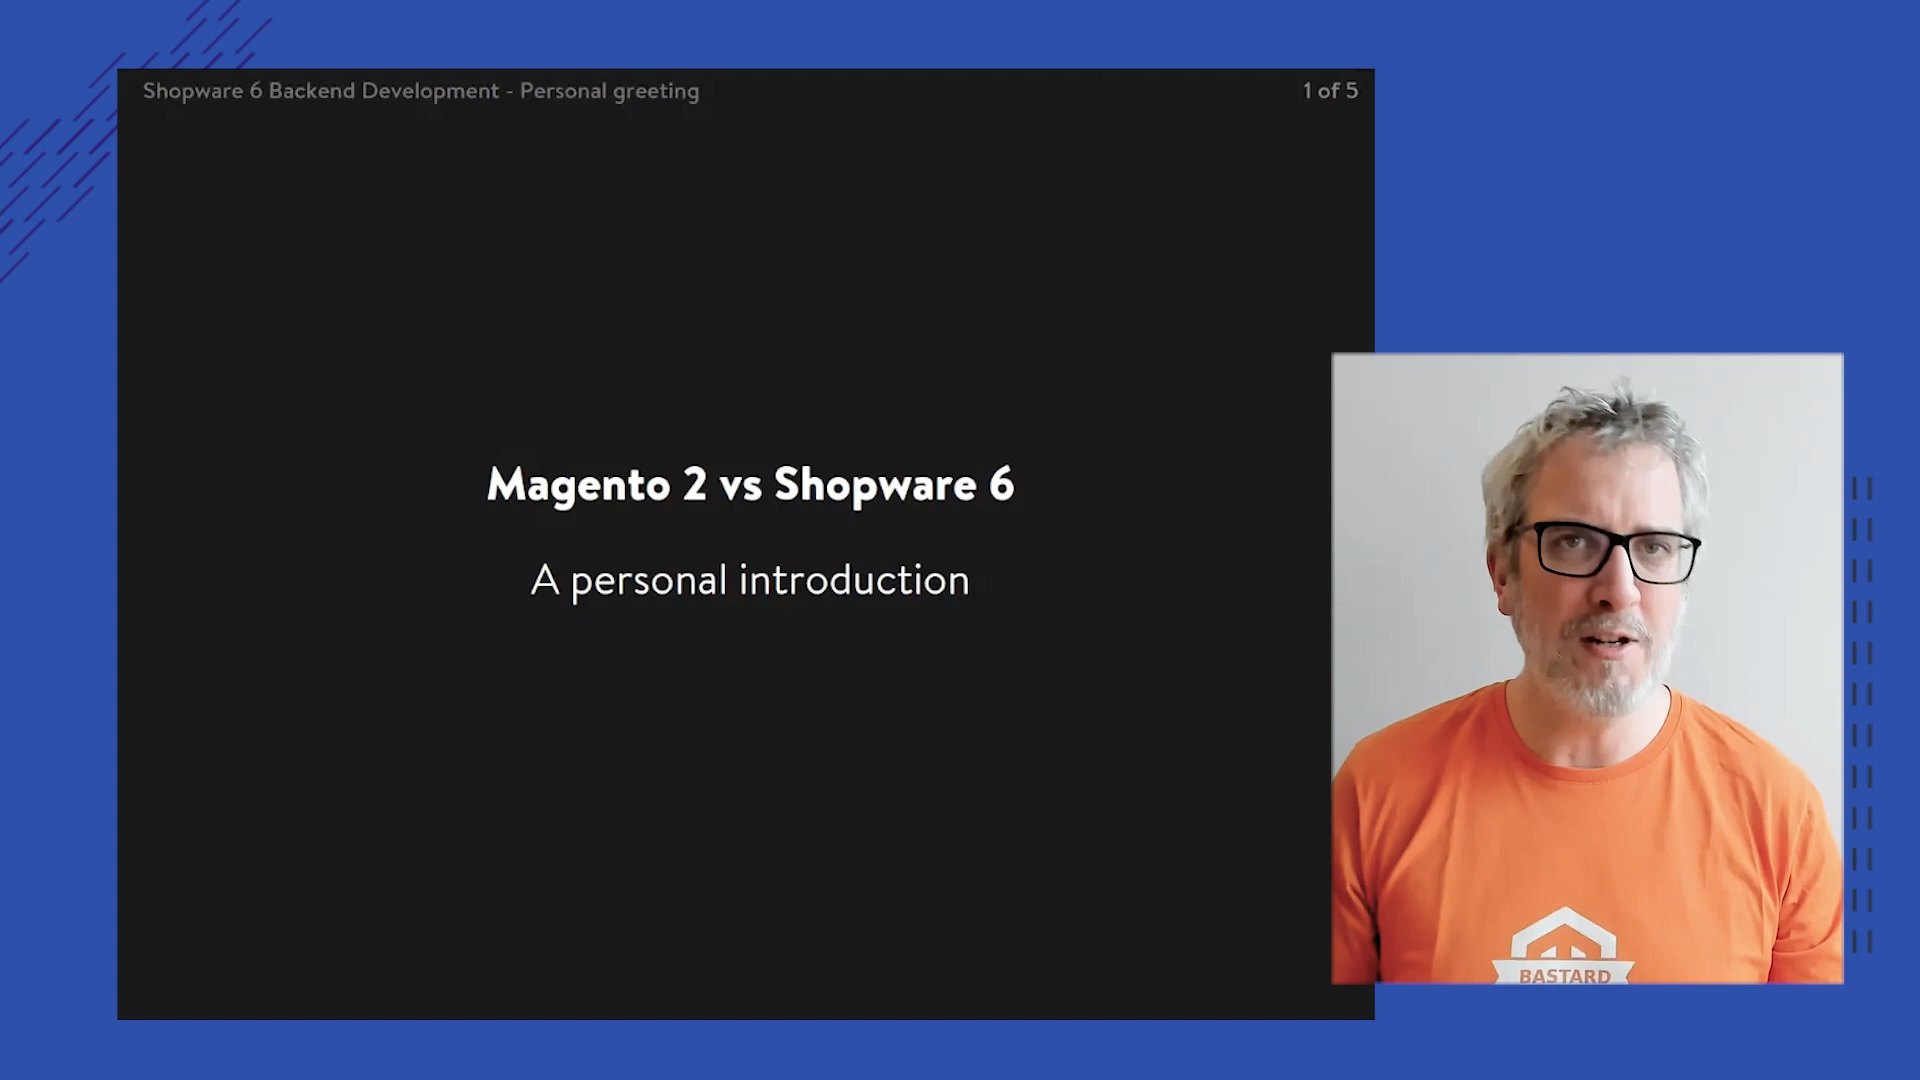 Shopware 6 Backend Development - Personal greeting
1 of 5
Magento 2 vs Shopware 6
A personal introduction
BASTARD